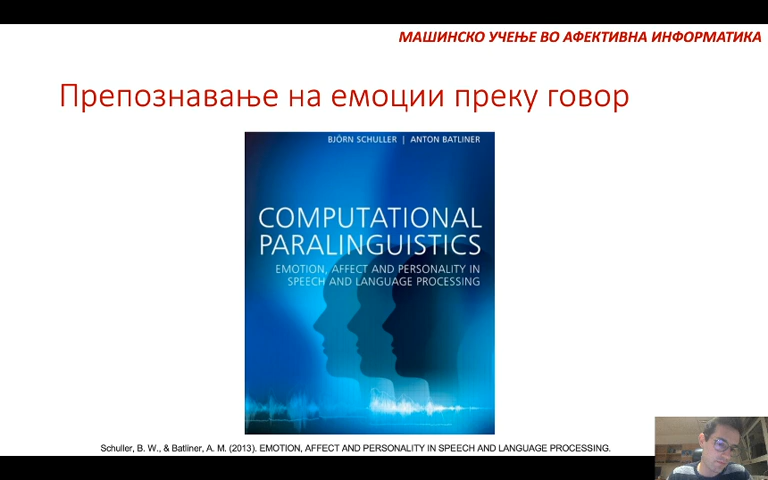 МАШИНСКО УЧЕЊЕ ВО АФЕКТИВНА ИНФОРМАТИКА
Препознавање на емоции преку говор
BJÖRN SCHULLER | ANTON BATLINER
COMPUTATIONAL
PARALINGUISTICS
EMOTION, AFFECT AND PERSONALITY IN
SPEECH AND LANGUAGE PROCESSING
Schuller, B. W., & Batliner, A. M. (2013). EMOTION, AFFECT AND PERSONALITY IN SPEECH AND LANGUAGE PROCESSING.